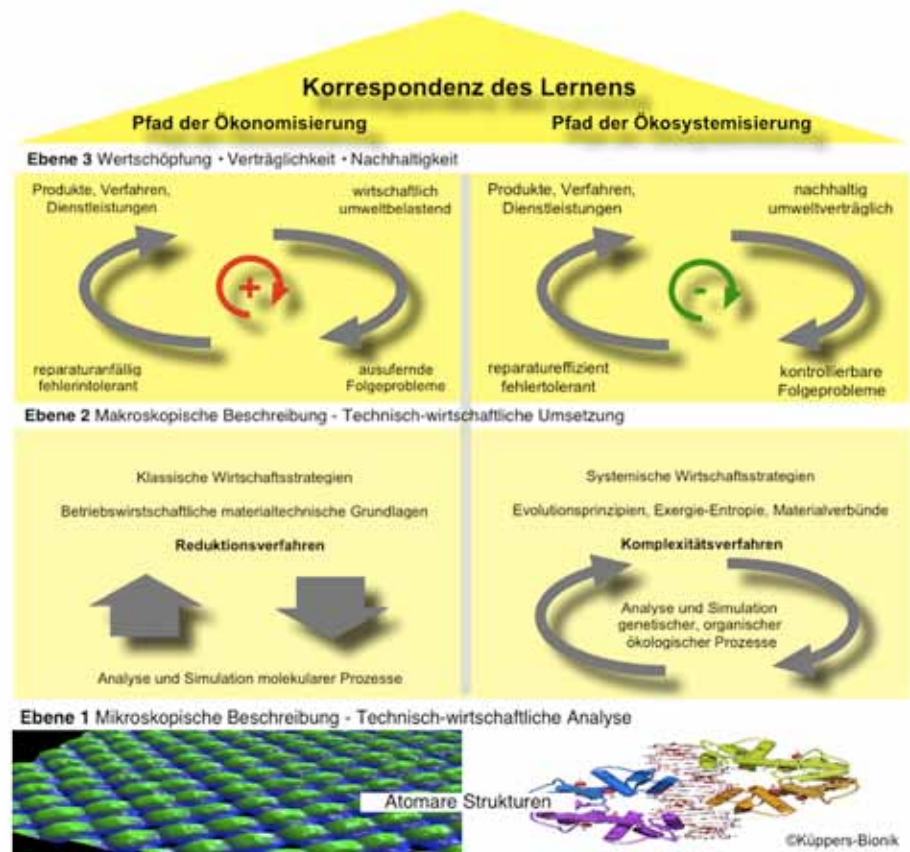 Korrespondenz des Lernens
Pfad der Ökonomisierung
Pfad der Ökosystemisierung
Ebene 3 Wertschöpfung • Verträglichkeit • Nachhaltigkeit
Produkte, Verfahren,
Dienstleistungen
wirtschaftlich
umweltbelastend
+
reparaturanfällig
fehlerintolerant
ausufernde
Folgeprobleme
Produkte, Verfahren,
Dienstleistungen
nachhaltig
umweltverträglich
-
reparatureffizient
fehlertolerant
kontrollierbare
Folgeprobleme
Ebene 2 Makroskopische Beschreibung - Technisch-wirtschaftliche Umsetzung
Klassische Wirtschaftsstrategien
Betriebswirstschaftliche materialtechnische Grundlagen
Reduktionsverfahren
Analyse und Simulation molekularer Prozesse
Systemische Wirtschaftsstrategien
Evolutionsprinzipien, Exergie-Entropie, Materialverbünde
Komplexitätsverfahren
Analyse und Simulation
genetischer, organischer
ökologischer Prozesse
Ebene 1 Mikroskopische Beschreibung - Technisch-wirtschaftliche Analyse
Atomare Strukturen
©Küppers-Bionik